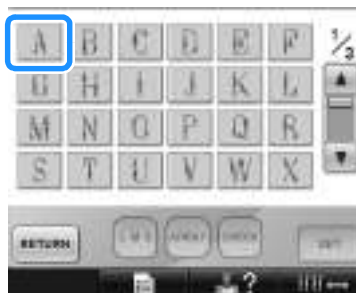 A B C D E F 1/3
G H I J K L
M N O P Q R
S T U V W X
RETURN
?